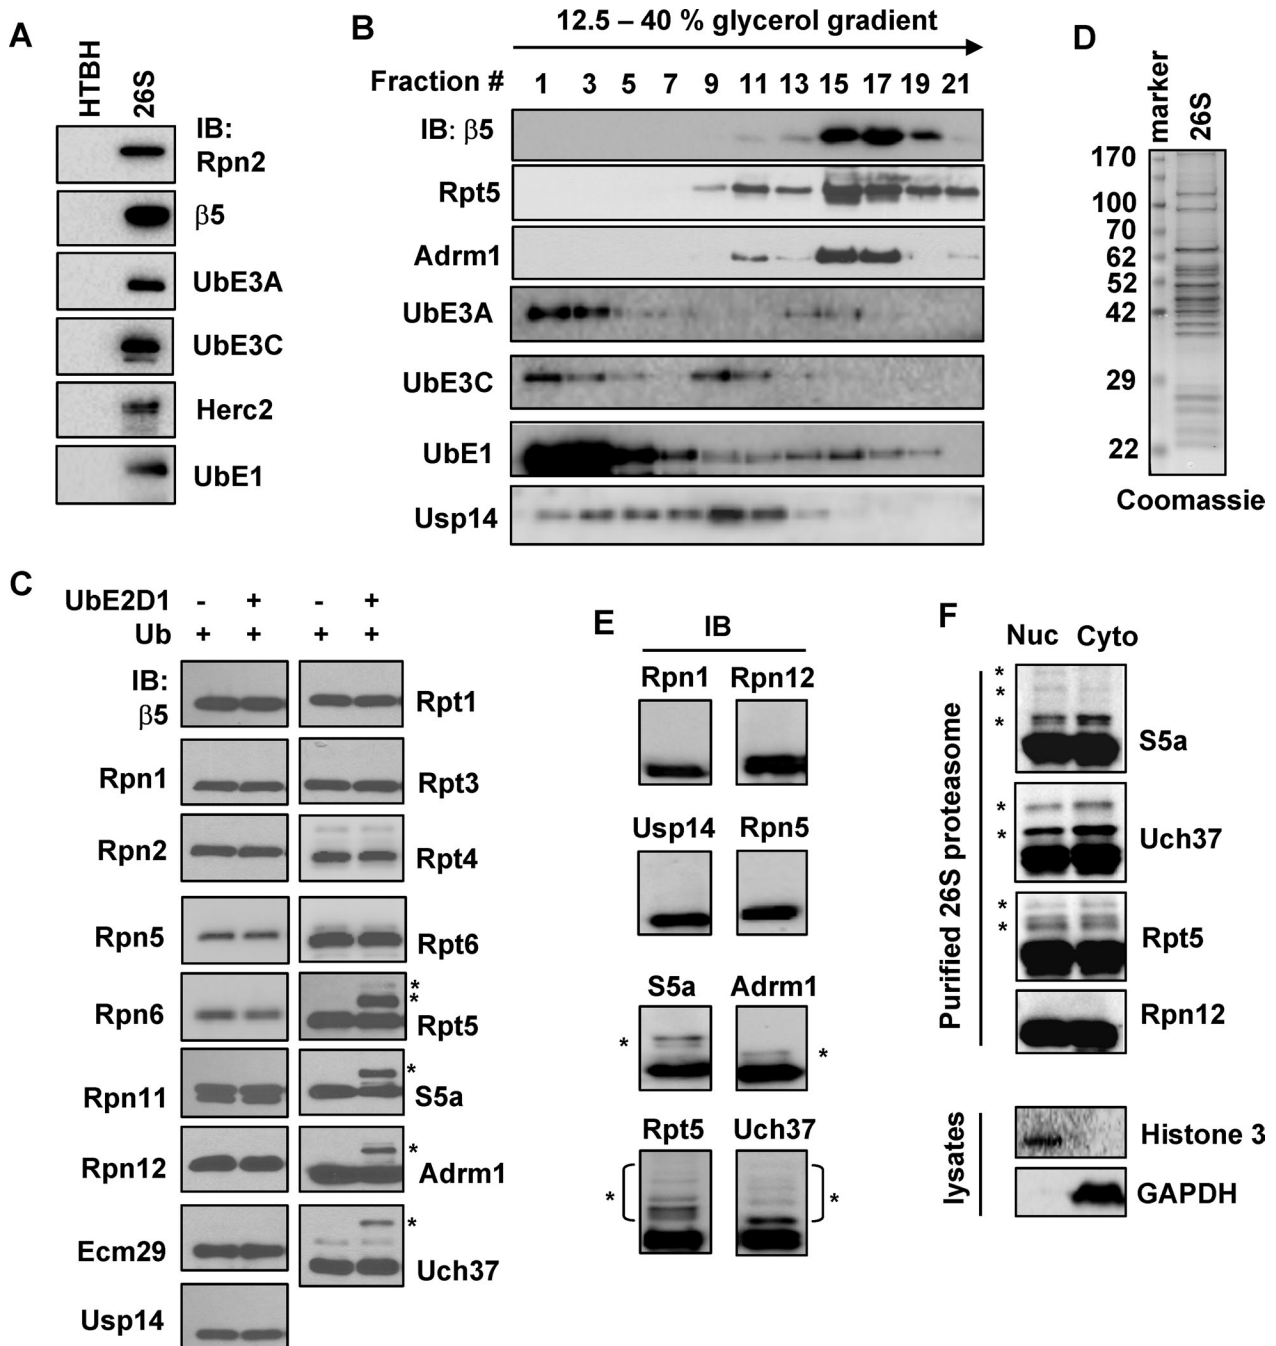 A
HTBH
26S
IB:
Rpn2
β5
UbE3A
UbE3C
Herc2
UbE1
B
12.5 – 40 % glycerol gradient
Fraction # 1 3 5 7 9 11 13 15 17 19 21
IB: β5
Rpt5
Adrm1
UbE3A
UbE3C
UbE1
Usp14
D
marker
26S
170
100
70
62
52
42
29
22
Coomassie
C
UbE2D1 - + - +
Ub + + + +
IB:
β5
Rpt1
Rpn1
Rpt3
Rpn2
Rpt4
Rpn5
Rpt6
Rpn6
*
*
Rpt5
Rpn11
*
S5a
Rpn12
*
Adrm1
Ecm29
*
Uch37
Usp14
E
IB
Rpn1 Rpn12
Usp14 Rpn5
S5a Adrm1
* *
Rpt5 Uch37
* *
F
Nuc Cyto
Purified 26S proteasome
*
*
*
S5a
*
*
Uch37
*
*
Rpt5
Rpn12
lysates
Histone 3
GAPDH